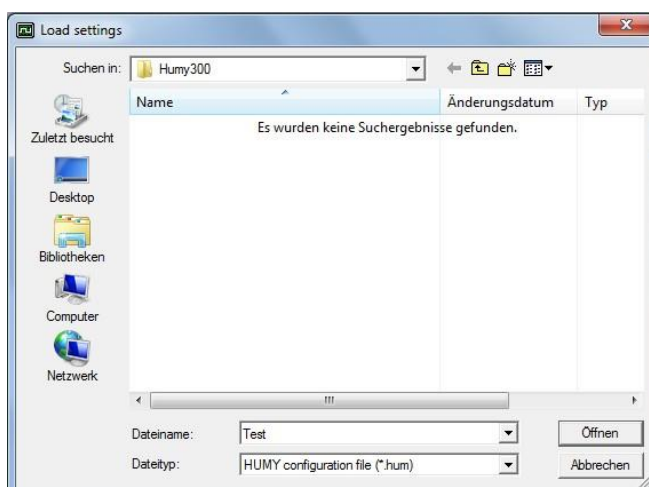 Load settings
Suchen in: Humy300
Name Änderungsdatum Typ
Es wurden keine Suchergebnisse gefunden.
Zuletzt besucht
Desktop
Bibliotheken
Computer
Netzwerk
Dateiname: Test Öffnen
Dateityp: HUMY configuration file (*.hum) Abbrechen